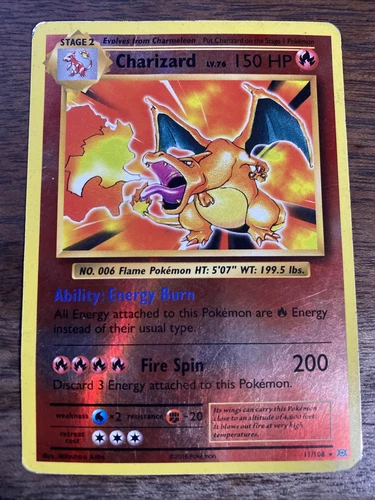 STAGE 2 Evolves from Charmeleon Put Charizard on the Stage 1 Pokémon
Charizard LV.76 150 HP
NO. 006 Flame Pokémon HT: 5'07" WT: 199.5 lbs.
Ability: Energy Burn
All Energy attached to this Pokémon are Energy
instead of their usual type.
Fire Spin 200
Discard 3 Energy attached to this Pokémon.
weakness ×2 resistance -20
retreat
cost
Its wings can carry this Pokémon
close to an altitude of 4,600 feet.
It blows out fire at very high
temperatures.
Illus. Mitsuhiro Arita ©2016 Pokémon 11/108